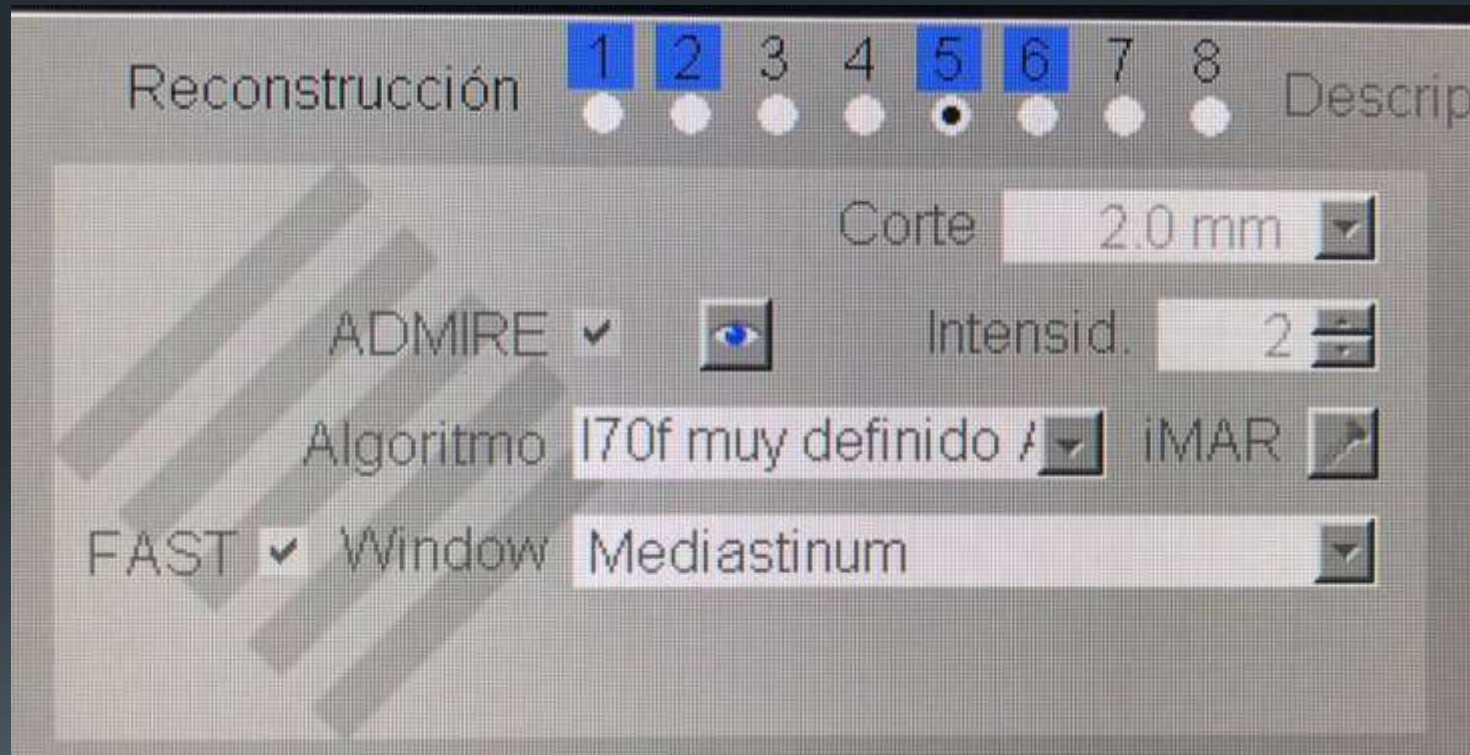 Reconstrucción 1 2 3 4 5 6 7 8 Descrip
Corte 2.0 mm
ADMIRE Intensid. 2
Algoritmo I70f muy definido A iMAR
FAST Window Mediastinum